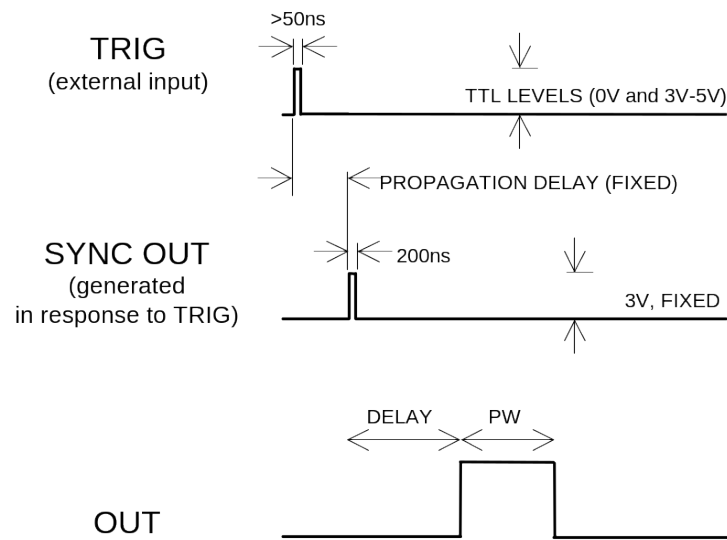 >50ns
TRIG
(external input)
TTL LEVELS (0V and 3V-5V)
PROPAGATION DELAY (FIXED)
SYNC OUT
(generated
in response to TRIG)
200ns
3V, FIXED
DELAY
PW
OUT